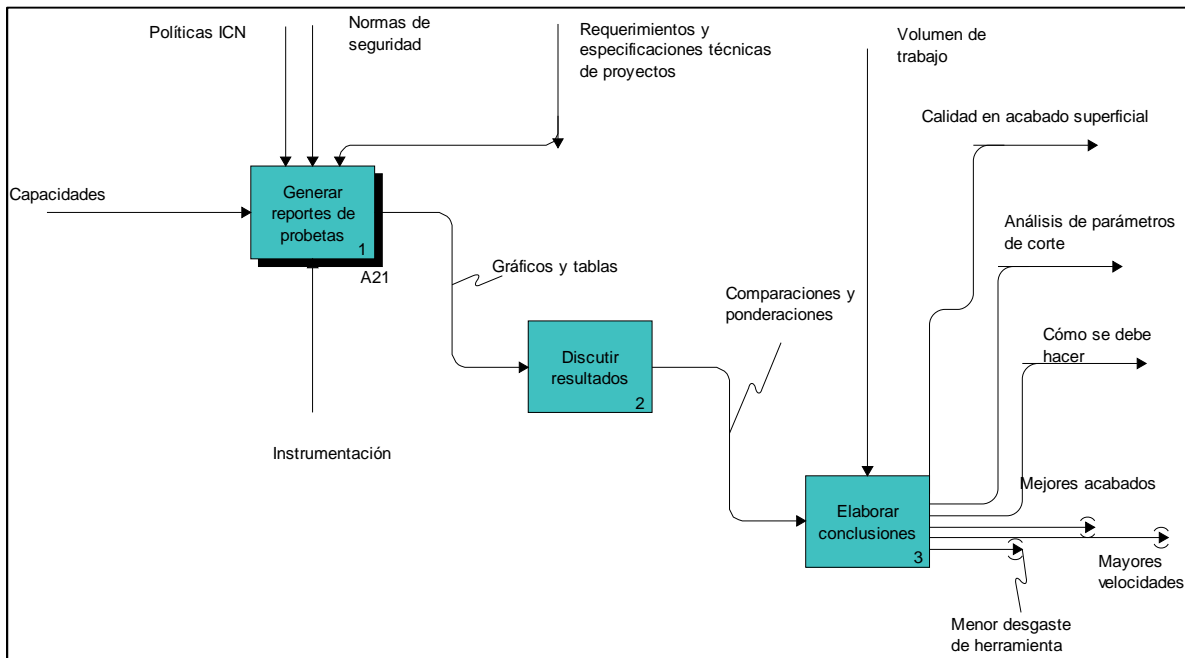 Políticas ICN
Normas de
seguridad
Requerimientos y
especificaciones técnicas
de proyectos
Volumen de
trabajo
Calidad en acabado superficial
Capacidades
Generar
reportes de
probetas
1
A21
Análisis de parámetros
de corte
Gráficos y tablas
Comparaciones y
ponderaciones
Cómo se debe
hacer
Discutir
resultados
2
Instrumentación
Mejores acabados
Elaborar
conclusiones
3
Mayores
velocidades
Menor desgaste
de herramienta